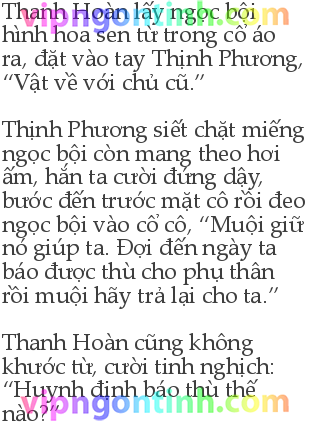 Thanh Hoàn lấy ngọc bội
vipngontinh.com
hình hoa sen từ trong cổ áo
ra, đặt vào tay Thịnh Phương,
“Vật về với chủ cũ.”
Thịnh Phương siết chặt miếng
ngọc bội còn mang theo hơi
ấm, hắn ta cười đứng dậy,
bước đến trước mặt cô rồi đeo
ngọc bội vào cổ cô, “Muội giữ
nó giúp ta. Đợi đến ngày ta
báo được thù cho phụ thân
rồi muội hãy trả lại cho ta.”
Thanh Hoàn cũng không
khước từ, cười tinh nghịch:
“Huynh định báo thù thế
vipngontinh.com
nào?”